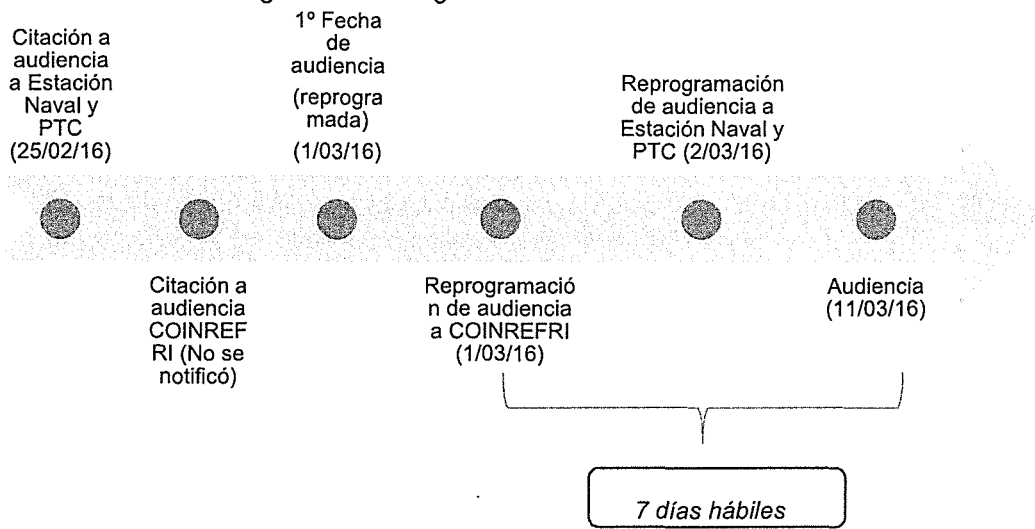 Citación a
audiencia
a Estación
Naval y
PTC
(25/02/16)
1º Fecha
de
audiencia
(reprogra
mada)
(1/03/16)
Reprogramación
de audiencia a
Estación Naval y
PTC (2/03/16)
Citación a
audiencia
COINREF
RI (No se
notificó)
Reprogramació
n de audiencia
a COINREFRI
(1/03/16)
Audiencia
(11/03/16)
7 días hábiles